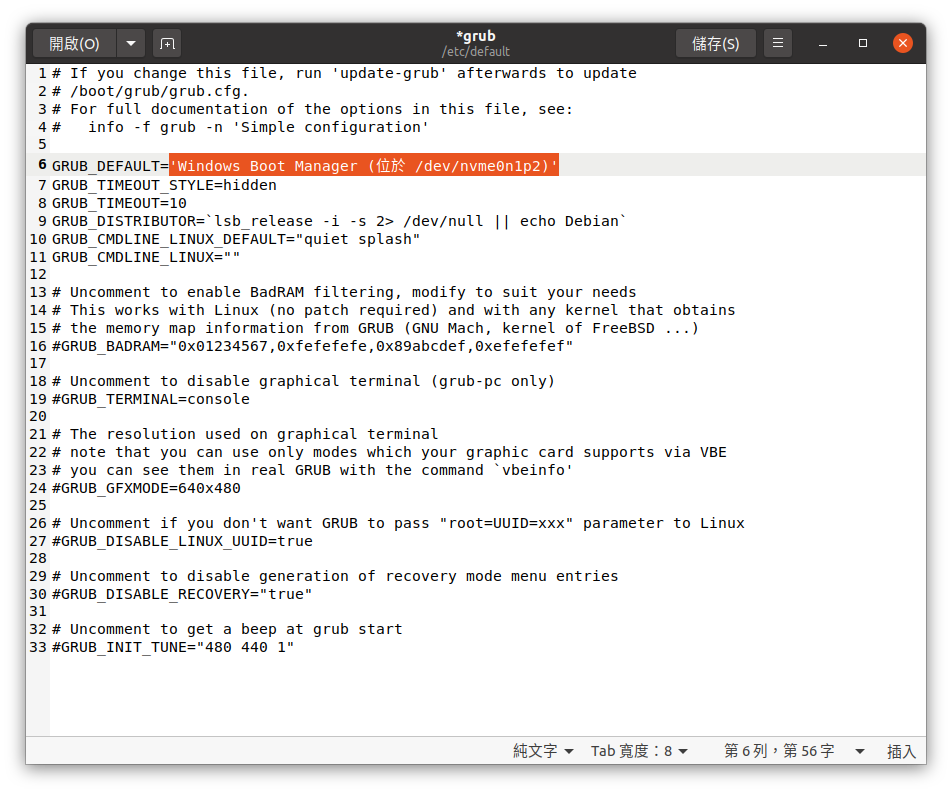 開啟(O)
*grub
/etc/default
儲存(S)
1 # If you change this file, run 'update-grub' afterwards to update
2 # /boot/grub/grub.cfg.
3 # For full documentation of the options in this file, see:
4 #   info -f grub -n 'Simple configuration'
5
6 GRUB_DEFAULT='Windows Boot Manager (位於 /dev/nvme0n1p2)'
7 GRUB_TIMEOUT_STYLE=hidden
8 GRUB_TIMEOUT=10
9 GRUB_DISTRIBUTOR=`lsb_release -i -s 2> /dev/null || echo Debian`
10 GRUB_CMDLINE_LINUX_DEFAULT="quiet splash"
11 GRUB_CMDLINE_LINUX=""
12
13 # Uncomment to enable BadRAM filtering, modify to suit your needs
14 # This works with Linux (no patch required) and with any kernel that obtains
15 # the memory map information from GRUB (GNU Mach, kernel of FreeBSD ...)
16 #GRUB_BADRAM="0x01234567,0xfefefefe,0x89abcdef,0xefefefef"
17
18 # Uncomment to disable graphical terminal (grub-pc only)
19 #GRUB_TERMINAL=console
20
21 # The resolution used on graphical terminal
22 # note that you can use only modes which your graphic card supports via VBE
23 # you can see them in real GRUB with the command `vbeinfo'
24 #GRUB_GFXMODE=640x480
25
26 # Uncomment if you don't want GRUB to pass "root=UUID=xxx" parameter to Linux
27 #GRUB_DISABLE_LINUX_UUID=true
28
29 # Uncomment to disable generation of recovery mode menu entries
30 #GRUB_DISABLE_RECOVERY="true"
31
32 # Uncomment to get a beep at grub start
33 #GRUB_INIT_TUNE="480 440 1"
純文字 Tab 寬度：8 第 6 列，第 56 字 插入